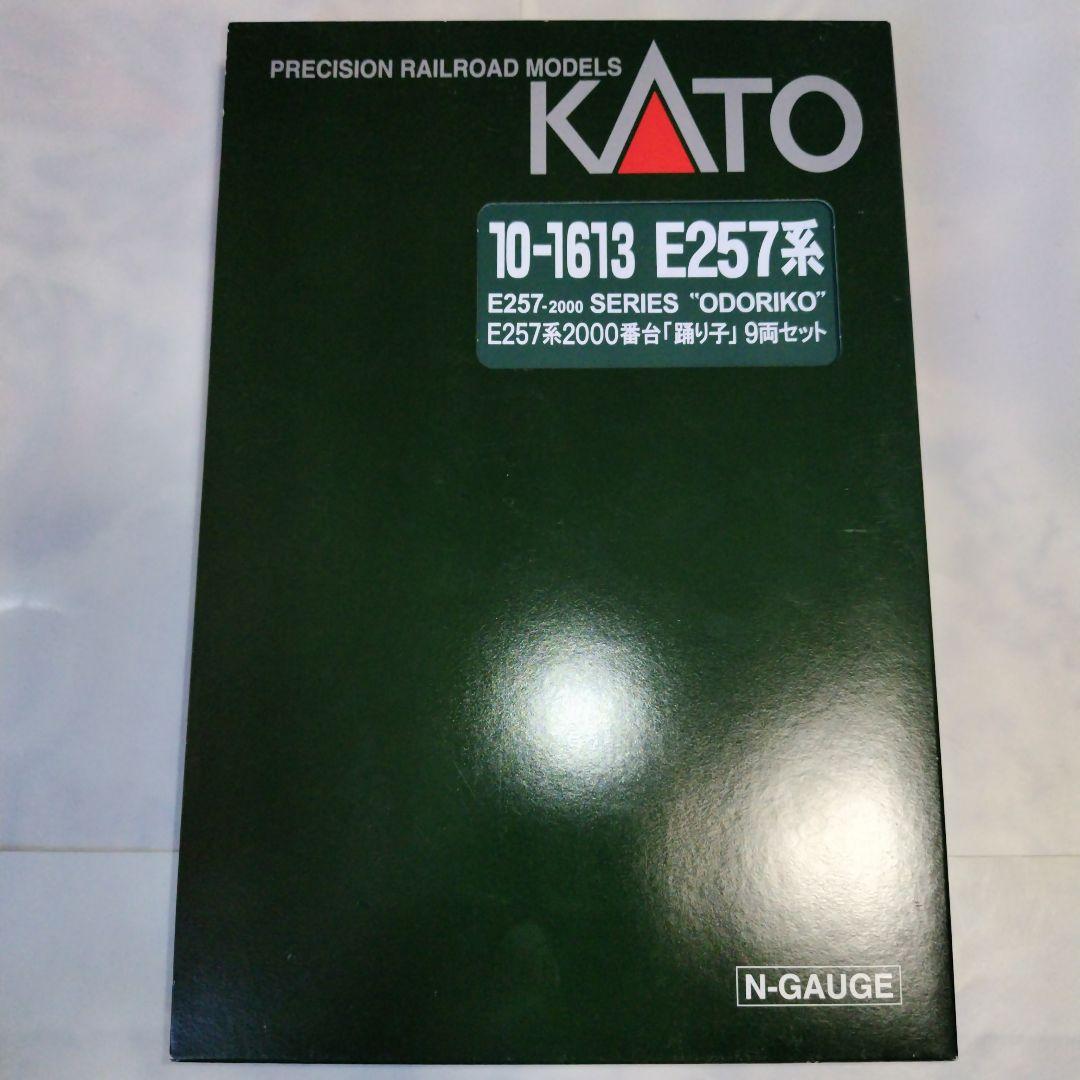 PRECISION RAILROAD MODELS
KATO
10-1613 E257系
E257-2000 SERIES "ODORIKO"
E257系2000番台「踊り子」9両セット
N-GAUGE